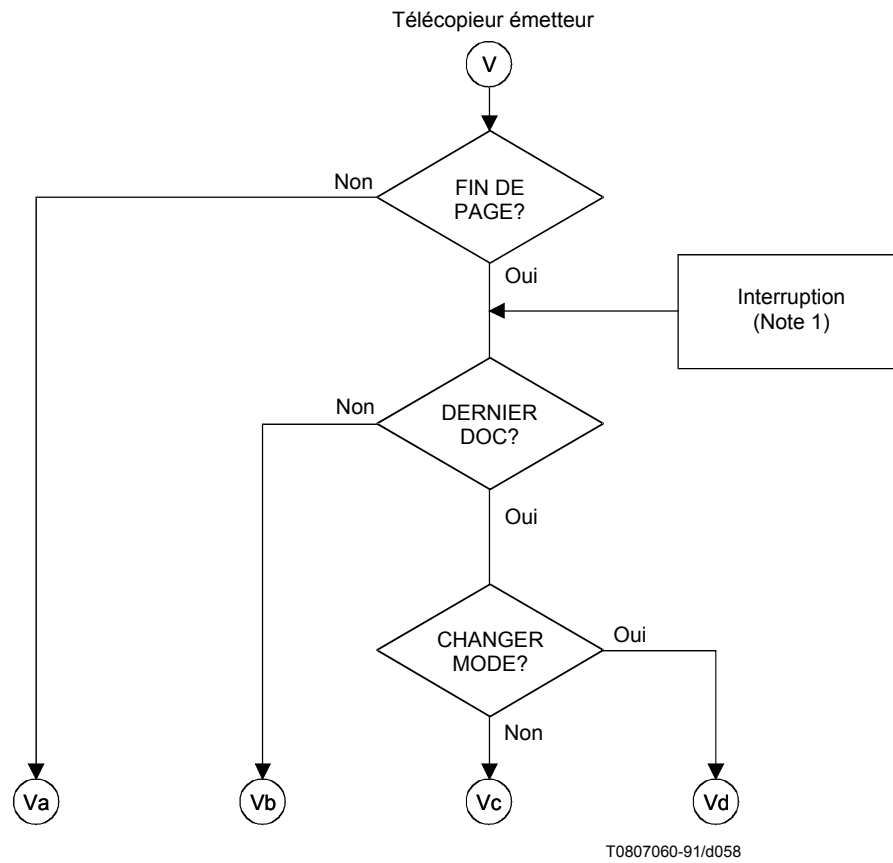 Télécopieur émetteur
V
Non
FIN DE
PAGE?
Oui
Interruption
(Note 1)
Non
DERNIER
DOC?
Oui
CHANGER
MODE?
Oui
Non
Va
Vb
Vc
Vd
T0807060-91/d058